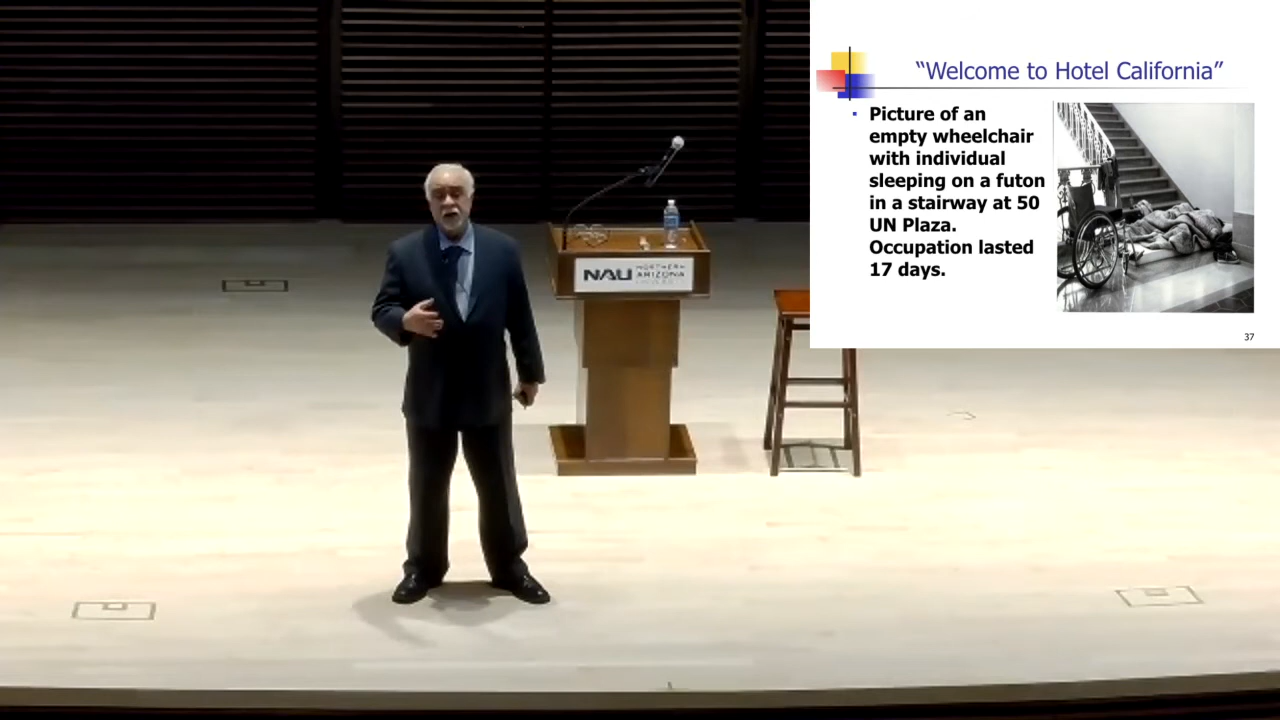 “Welcome to Hotel California”
Picture of an
empty wheelchair
with individual
sleeping on a futon
in a stairway at 50
UN Plaza.
Occupation lasted
17 days.
NAU NORTHERN
ARIZONA
37